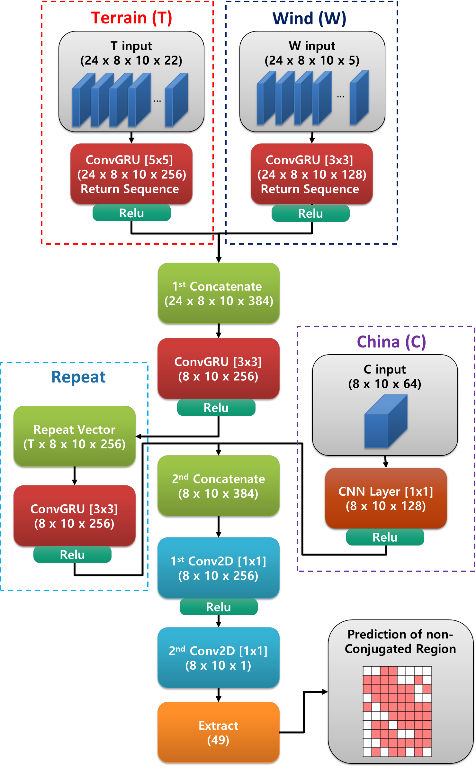 Terrain (T)
T input
(24 x 8 x 10 x 22)
...
ConvGRU [5x5]
(24 x 8 x 10 x 256)
Return Sequence
Relu
Wind (W)
W input
(24 x 8 x 10 x 5)
...
ConvGRU [3x3]
(24 x 8 x 10 x 128)
Return Sequence
Relu
1st Concatenate
(24 x 8 x 10 x 384)
ConvGRU [3x3]
(8 x 10 x 256)
Relu
Repeat
Repeat Vector
(T x 8 x 10 x 256)
ConvGRU [3x3]
(8 x 10 x 256)
Relu
China (C)
C input
(8 x 10 x 64)
CNN Layer [1x1]
(8 x 10 x 128)
Relu
2nd Concatenate
(8 x 10 x 384)
1st Conv2D [1x1]
(8 x 10 x 256)
Relu
2nd Conv2D [1x1]
(8 x 10 x 1)
Extract
(49)
Prediction of non-
Conjugated Region